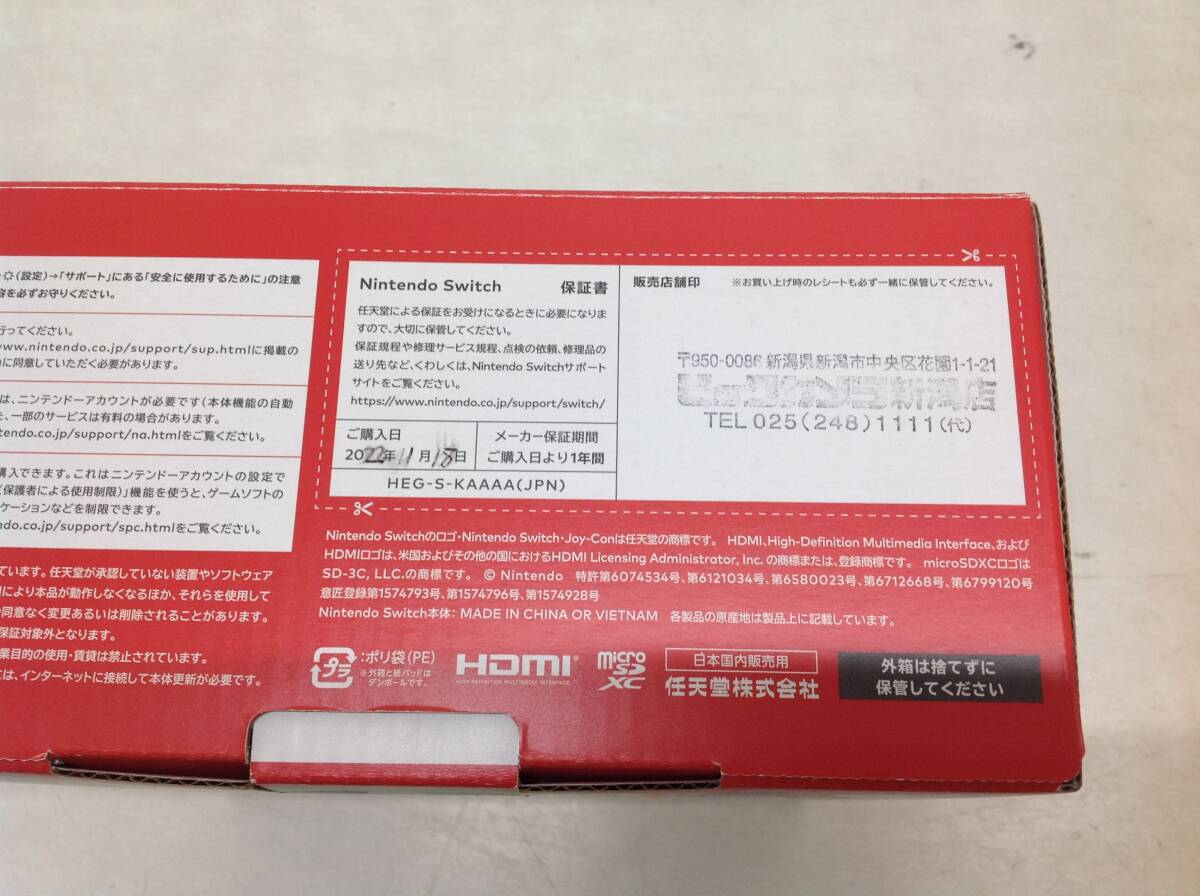 (設定)→「サポート」にある「安全に使用するために」の注意
容を必ずお守りください。
行ってください。
www.nintendo.co.jp/support/sup.htmlに掲載の
に同意していただく必要があります。
は、ニンテンドーアカウントが必要です(本体機能の自動
、一部のサービスは有料の場合があります。
tendo.co.jp/support/na.htmlをご覧ください。
購入できます。これはニンテンドーアカウントの設定で
(保護者による使用制限)」機能を使うと、ゲームソフトの
ケーションなどを制限できます。
ndo.co.jp/support/spc.htmlをご覧ください。
ています。任天堂が承認していない装置やソフトウェア
により本品が動作しなくなるほか、それらを使用して
同意なく変更あるいは削除されることがあります。
保証対象外となります。
業目的の使用・賃貸は禁止されています。
は、インターネットに接続して本体更新が必要です。
Nintendo Switch 保証書
任天堂による保証をお受けになるときに必要になりま
すので、大切に保管してください。
保証規程や修理サービス規程、点検の依頼、修理品の
送り先など、くわしくは、Nintendo Switchサポート
サイトをご覧ください。
https://www.nintendo.co.jp/support/switch/
ご購入日
2022年11月18日
メーカー保証期間
ご購入日より1年間
HEG-S-KAAAA(JPN)
販売店舗印 ※お買い上げ時のレシートも必ず一緒に保管してください。
〒950-0086 新潟県新潟市中央区花園1-1-21
ビックカメラ新潟店
TEL 025(248)1111(代)
Nintendo Switchのロゴ・Nintendo Switch・Joy-Conは任天堂の商標です。 HDMI、High-Definition Multimedia Interface、および
HDMIロゴは、米国およびその他の国におけるHDMI Licensing Administrator, Inc. の商標または、登録商標です。 microSDXCロゴは
SD-3C, LLC.の商標です。 © Nintendo 特許第6074534号、第6121034号、第6580023号、第6712668号、第6799120号
意匠登録第1574793号、第1574796号、第1574928号
Nintendo Switch本体: MADE IN CHINA OR VIETNAM 各製品の原産地は製品上に記載しています。
プラ
:ポリ袋(PE)
※外箱と紙パッドは
ダンボールです。
HDMI
HIGH-DEFINITION MULTIMEDIA INTERFACE
micro
SD
XC
日本国内販売用
任天堂株式会社
外箱は捨てずに
保管してください